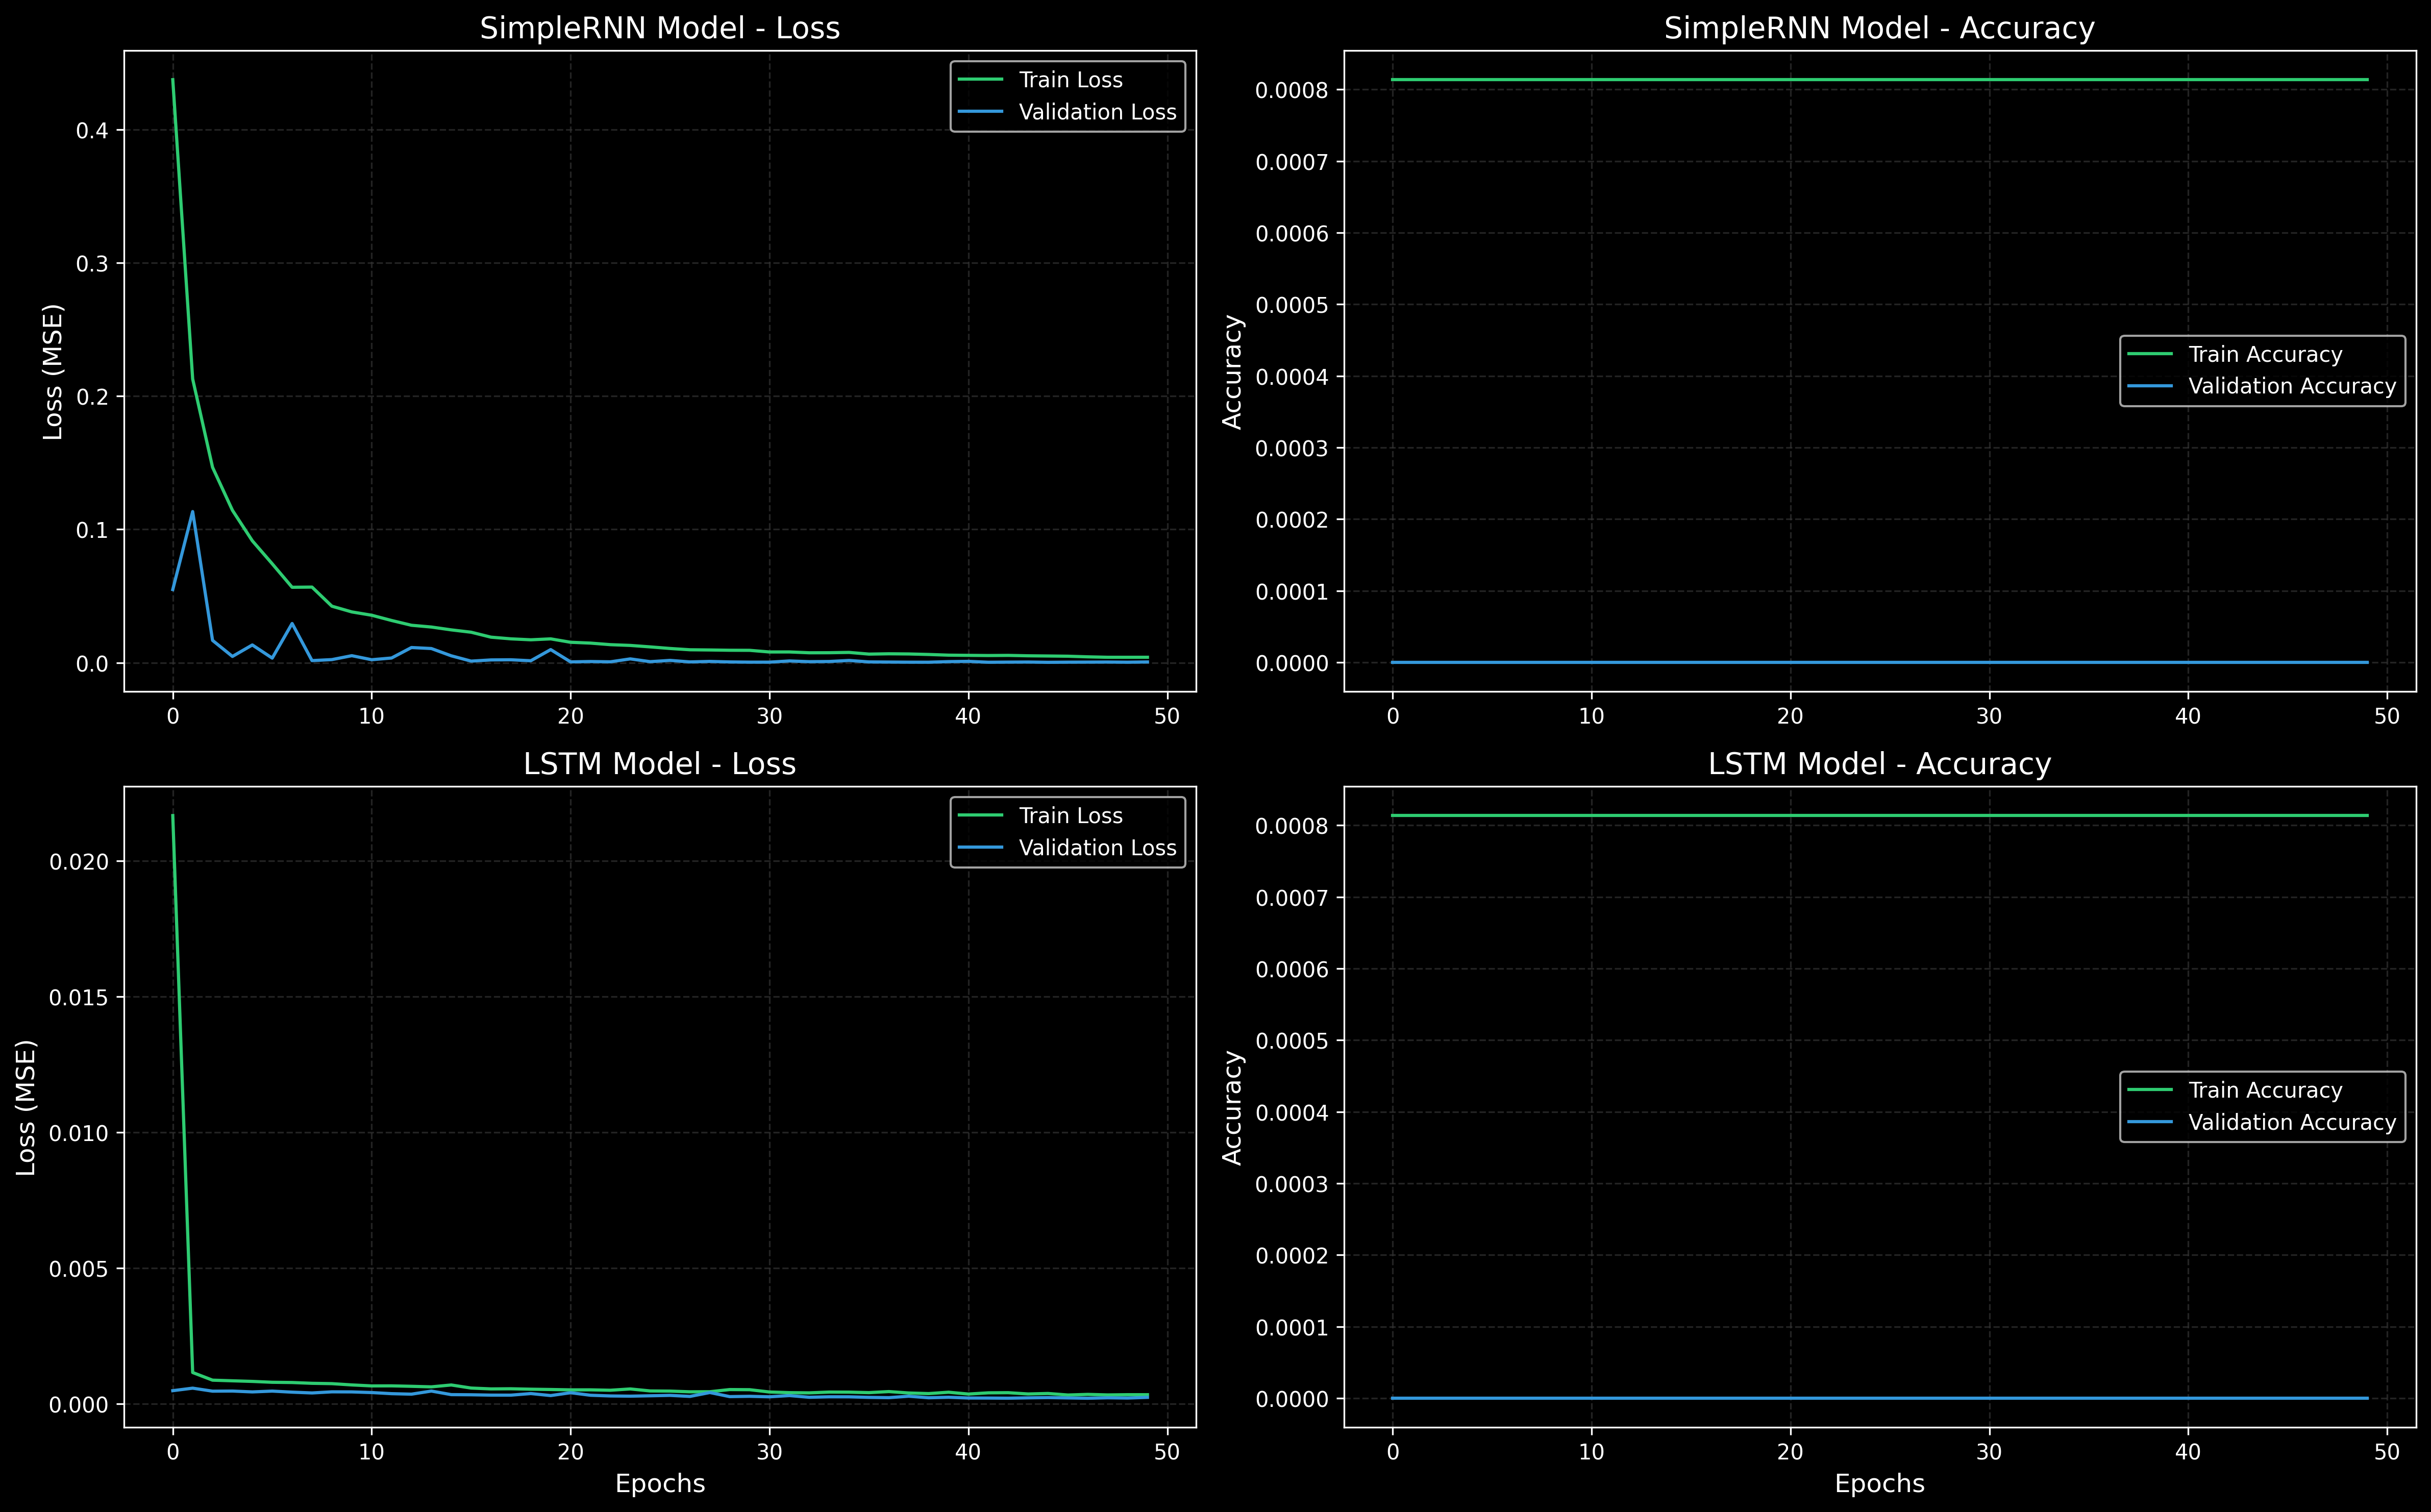 SimpleRNN Model - Loss
Loss (MSE)
0.4
0.3
0.2
0.1
0.0
0 10 20 30 40 50
Train Loss
Validation Loss
SimpleRNN Model - Accuracy
Accuracy
0.0008
0.0007
0.0006
0.0005
0.0004
0.0003
0.0002
0.0001
0.0000
0 10 20 30 40 50
Train Accuracy
Validation Accuracy
LSTM Model - Loss
Loss (MSE)
0.020
0.015
0.010
0.005
0.000
0 10 20 30 40 50
Epochs
Train Loss
Validation Loss
LSTM Model - Accuracy
Accuracy
0.0008
0.0007
0.0006
0.0005
0.0004
0.0003
0.0002
0.0001
0.0000
0 10 20 30 40 50
Epochs
Train Accuracy
Validation Accuracy